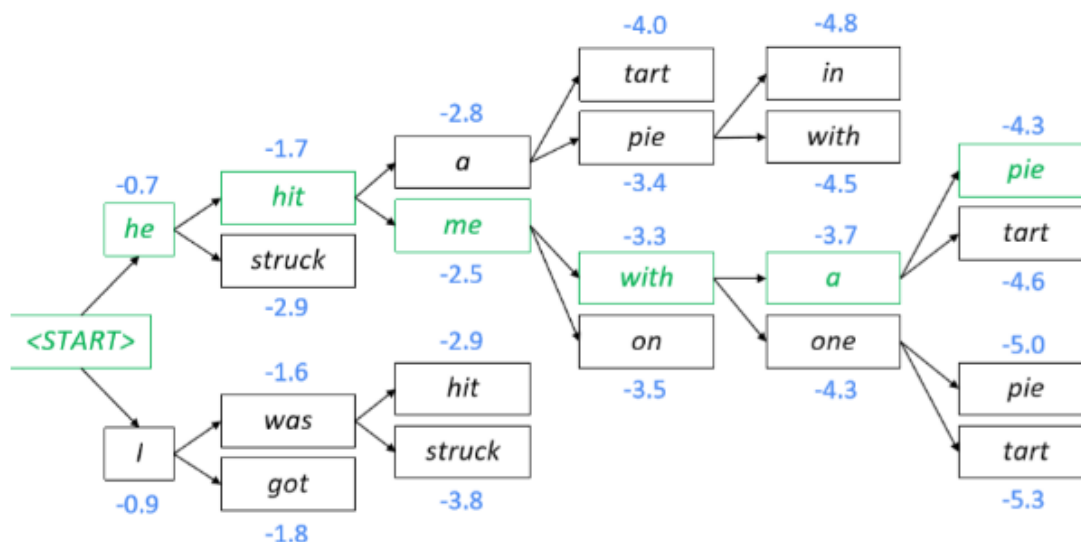 -4.0 -4.8
tart in
-2.8 -4.3
-1.7 a pie with pie
-0.7 hit -3.4 -4.5
he me -3.3 -3.7 tart
struck -2.5 with a -4.6
-2.9
<START> -2.9 on one -5.0
-1.6 hit -3.5 -4.3 pie
was
I struck tart
got
-0.9 -3.8 -5.3
-1.8